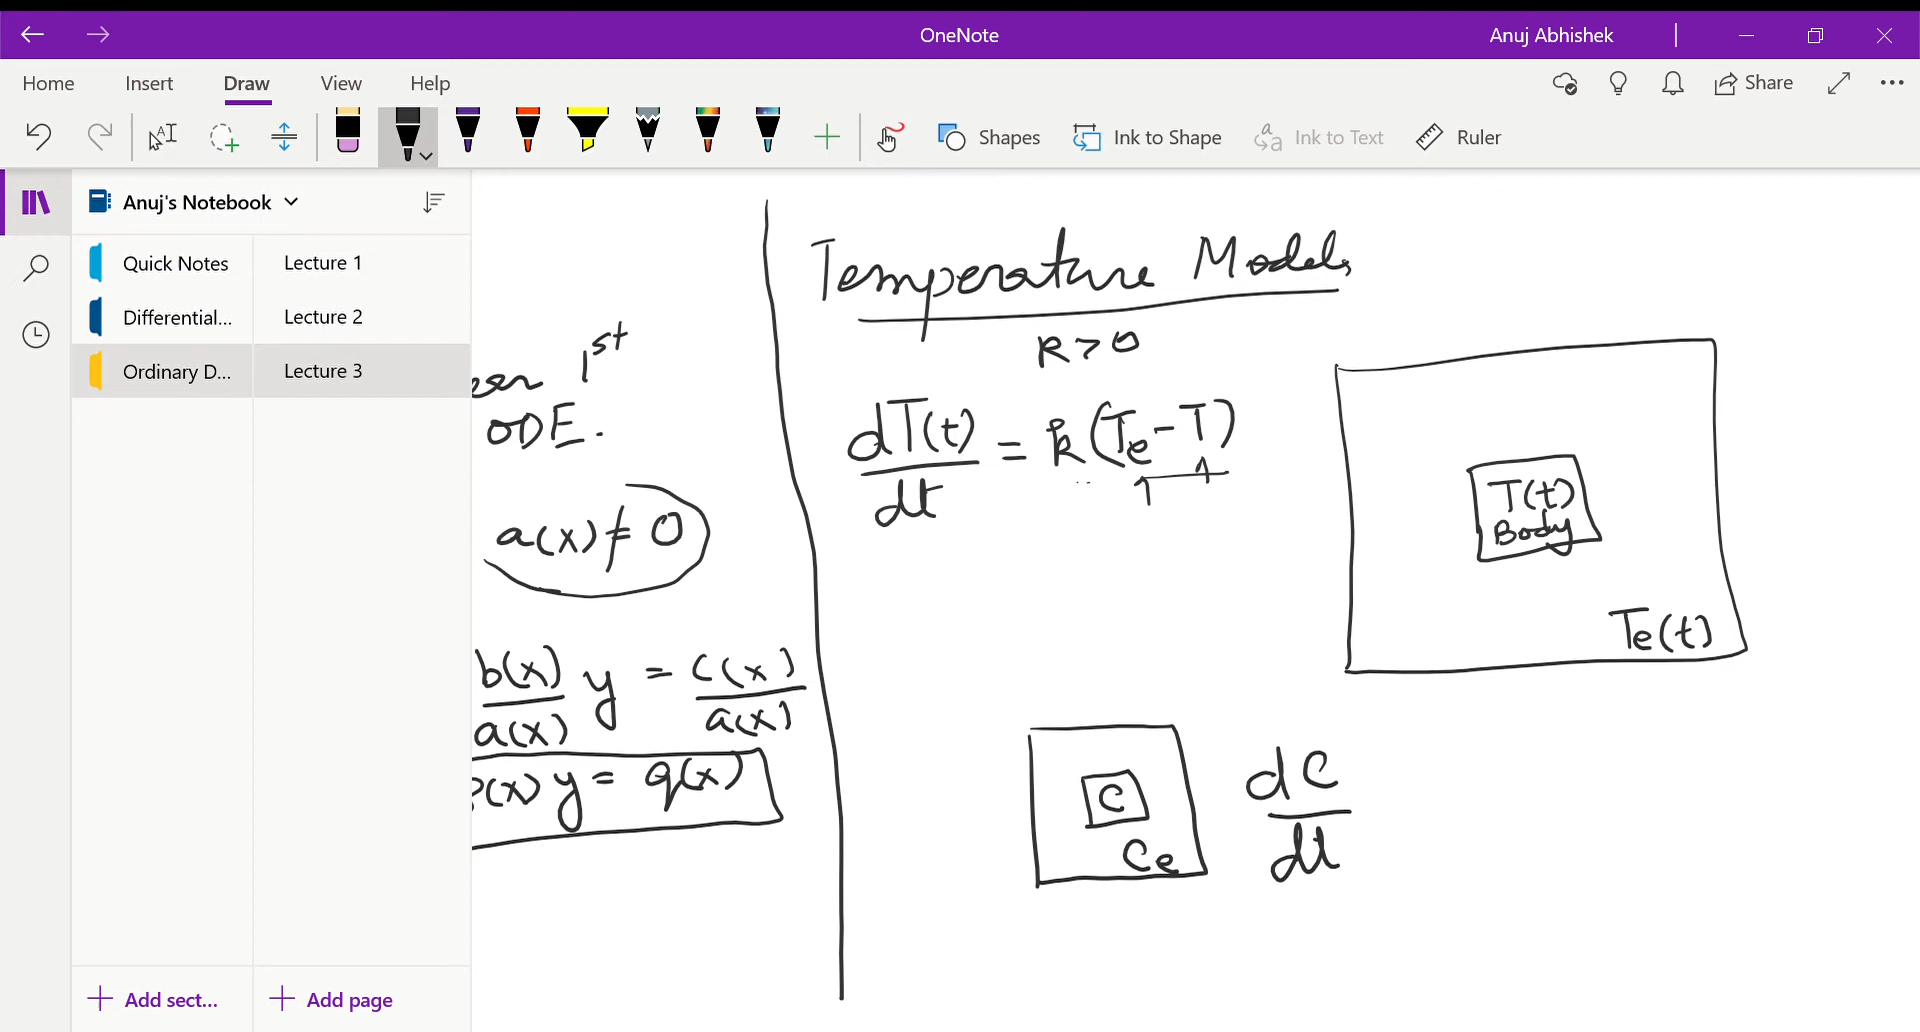 OneNote
Anuj Abhishek
Home Insert Draw View Help
Share
Shapes Ink to Shape Ink to Text Ruler
Anuj's Notebook
Quick Notes
Differential...
Ordinary D...
Lecture 1
Lecture 2
Lecture 3
Add sect...
Add page
1st
ODE.
a(x) ≠ 0
b(x)/a(x) y = c(x)/a(x)
(x) y = q(x)
Temperature Models
k > 0
dT(t)/dt = k(Te - T)
T(t)
Body
Te(t)
C
Ce
dC/dt